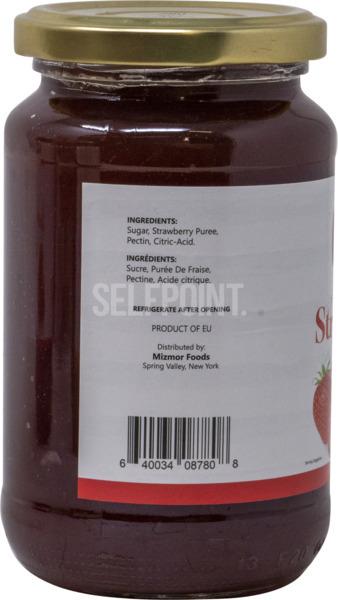 INGREDIENTS:
Sugar, Strawberry Puree,
Pectin, Citric-Acid.
INGRÉDIENTS:
Sucre, Purée De Fraise,
Pectine, Acide citrique.
SELEPOINT.
REFRIGERATE AFTER OPENING
PRODUCT OF EU
Distributed by:
Mizmor Foods
Spring Valley, New York
St
6 40034 08780 8